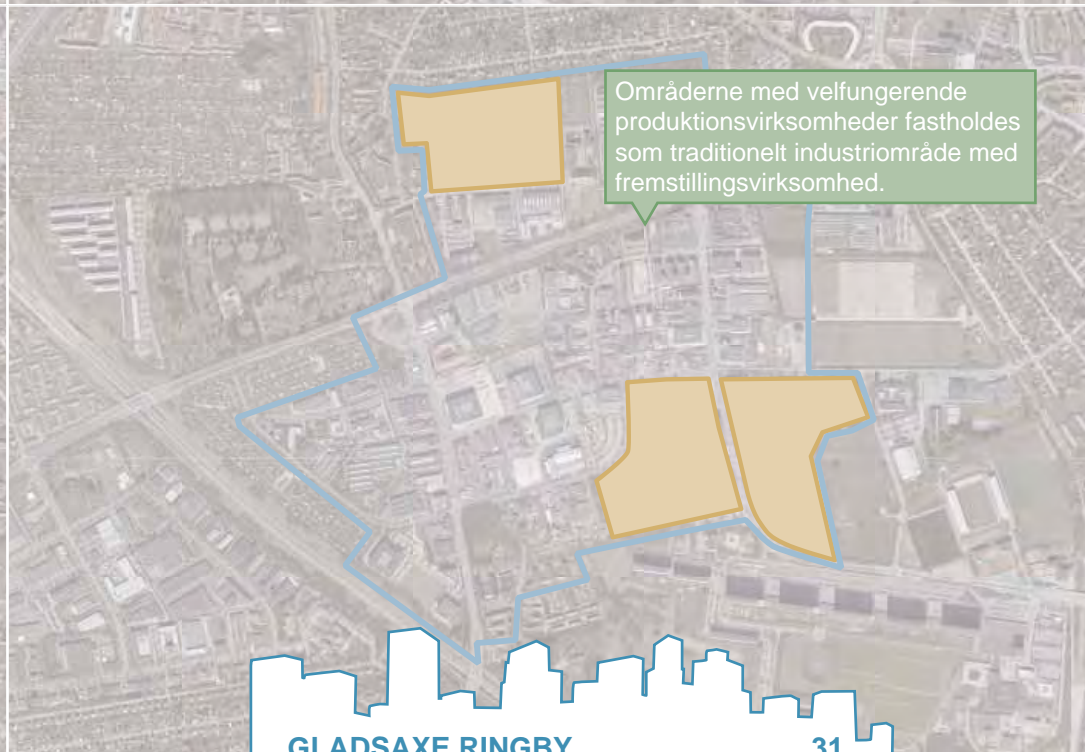 Områderne med velfungerende
produktionsvirksomheder fastholdes
som traditionelt industriområde med
fremstillingsvirksomhed.
GLADSAXE RINGBY 31